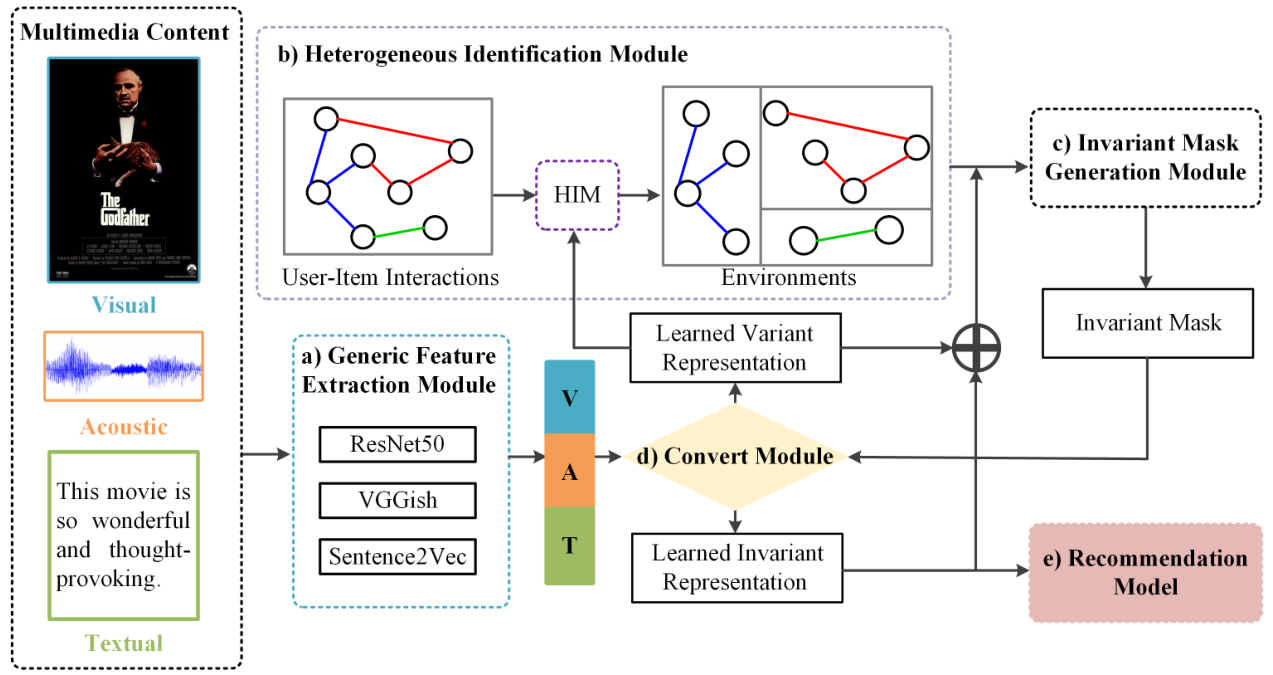 Multimedia Content
The
Godfather
Visual
Acoustic
This movie is
so wonderful
and thought-
provoking.
Textual
b) Heterogeneous Identification Module
User-Item Interactions
HIM
Environments
a) Generic Feature
Extraction Module
ResNet50
VGGish
Sentence2Vec
V
A
T
Learned Variant
Representation
d) Convert Module
Learned Invariant
Representation
c) Invariant Mask
Generation Module
Invariant Mask
e) Recommendation
Model